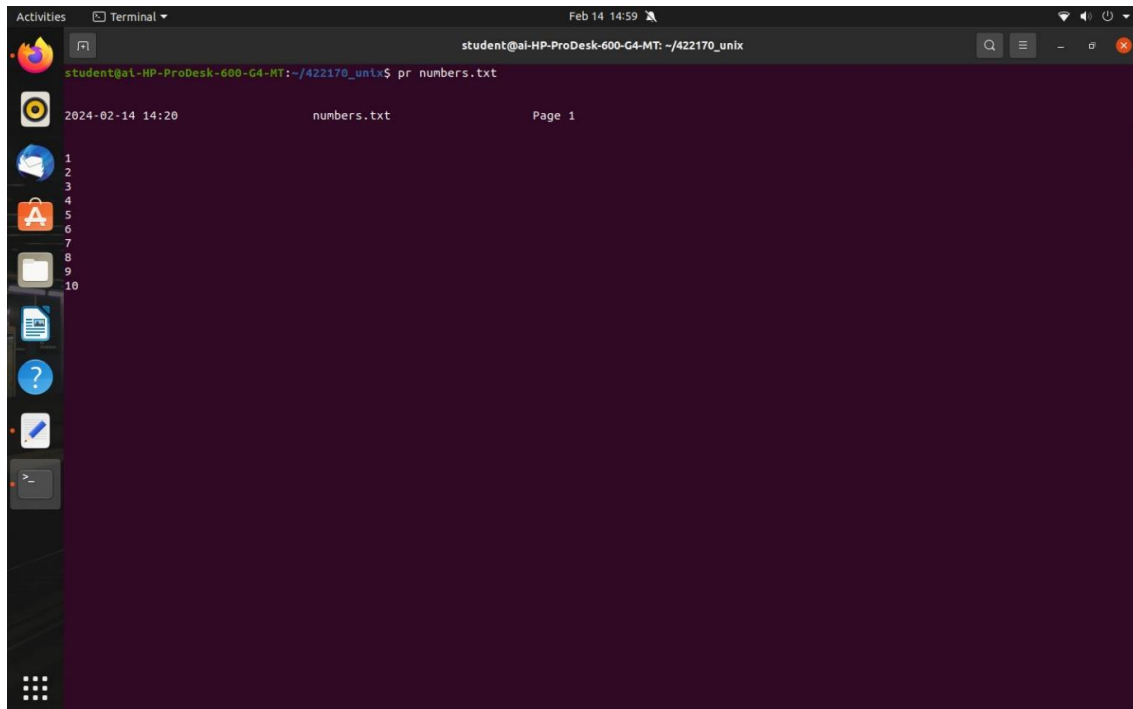 Activities Terminal Feb 14 14:59
student@ai-HP-ProDesk-600-G4-MT: ~/422170_unix
student@ai-HP-ProDesk-600-G4-MT:~/422170_unix$ pr numbers.txt
2024-02-14 14:20 numbers.txt Page 1
1
2
3
4
5
6
7
8
9
10